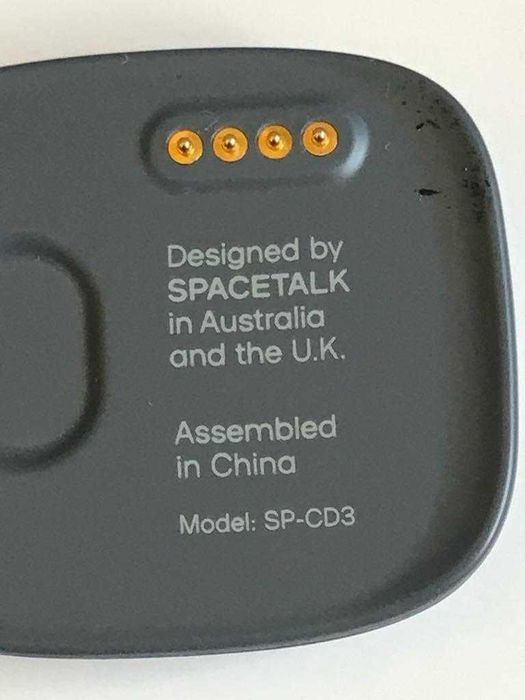 Designed by
SPACETALK
in Australia
and the U.K.
Assembled
in China
Model: SP-CD3